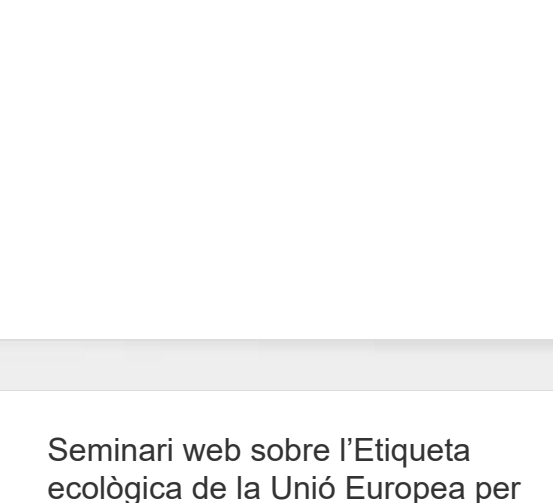 Seminari web sobre l’Etiqueta
ecològica de la Unió Europea per